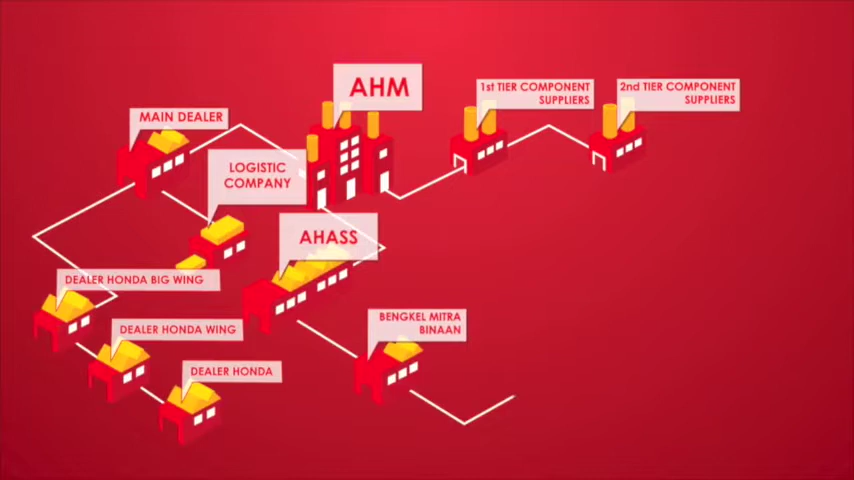 AHM
1st TIER COMPONENT
SUPPLIERS
2nd TIER COMPONENT
SUPPLIERS
MAIN DEALER
LOGISTIC
COMPANY
AHASS
DEALER HONDA BIG WING
DEALER HONDA WING
DEALER HONDA
BENGKEL MITRA
BINAAN